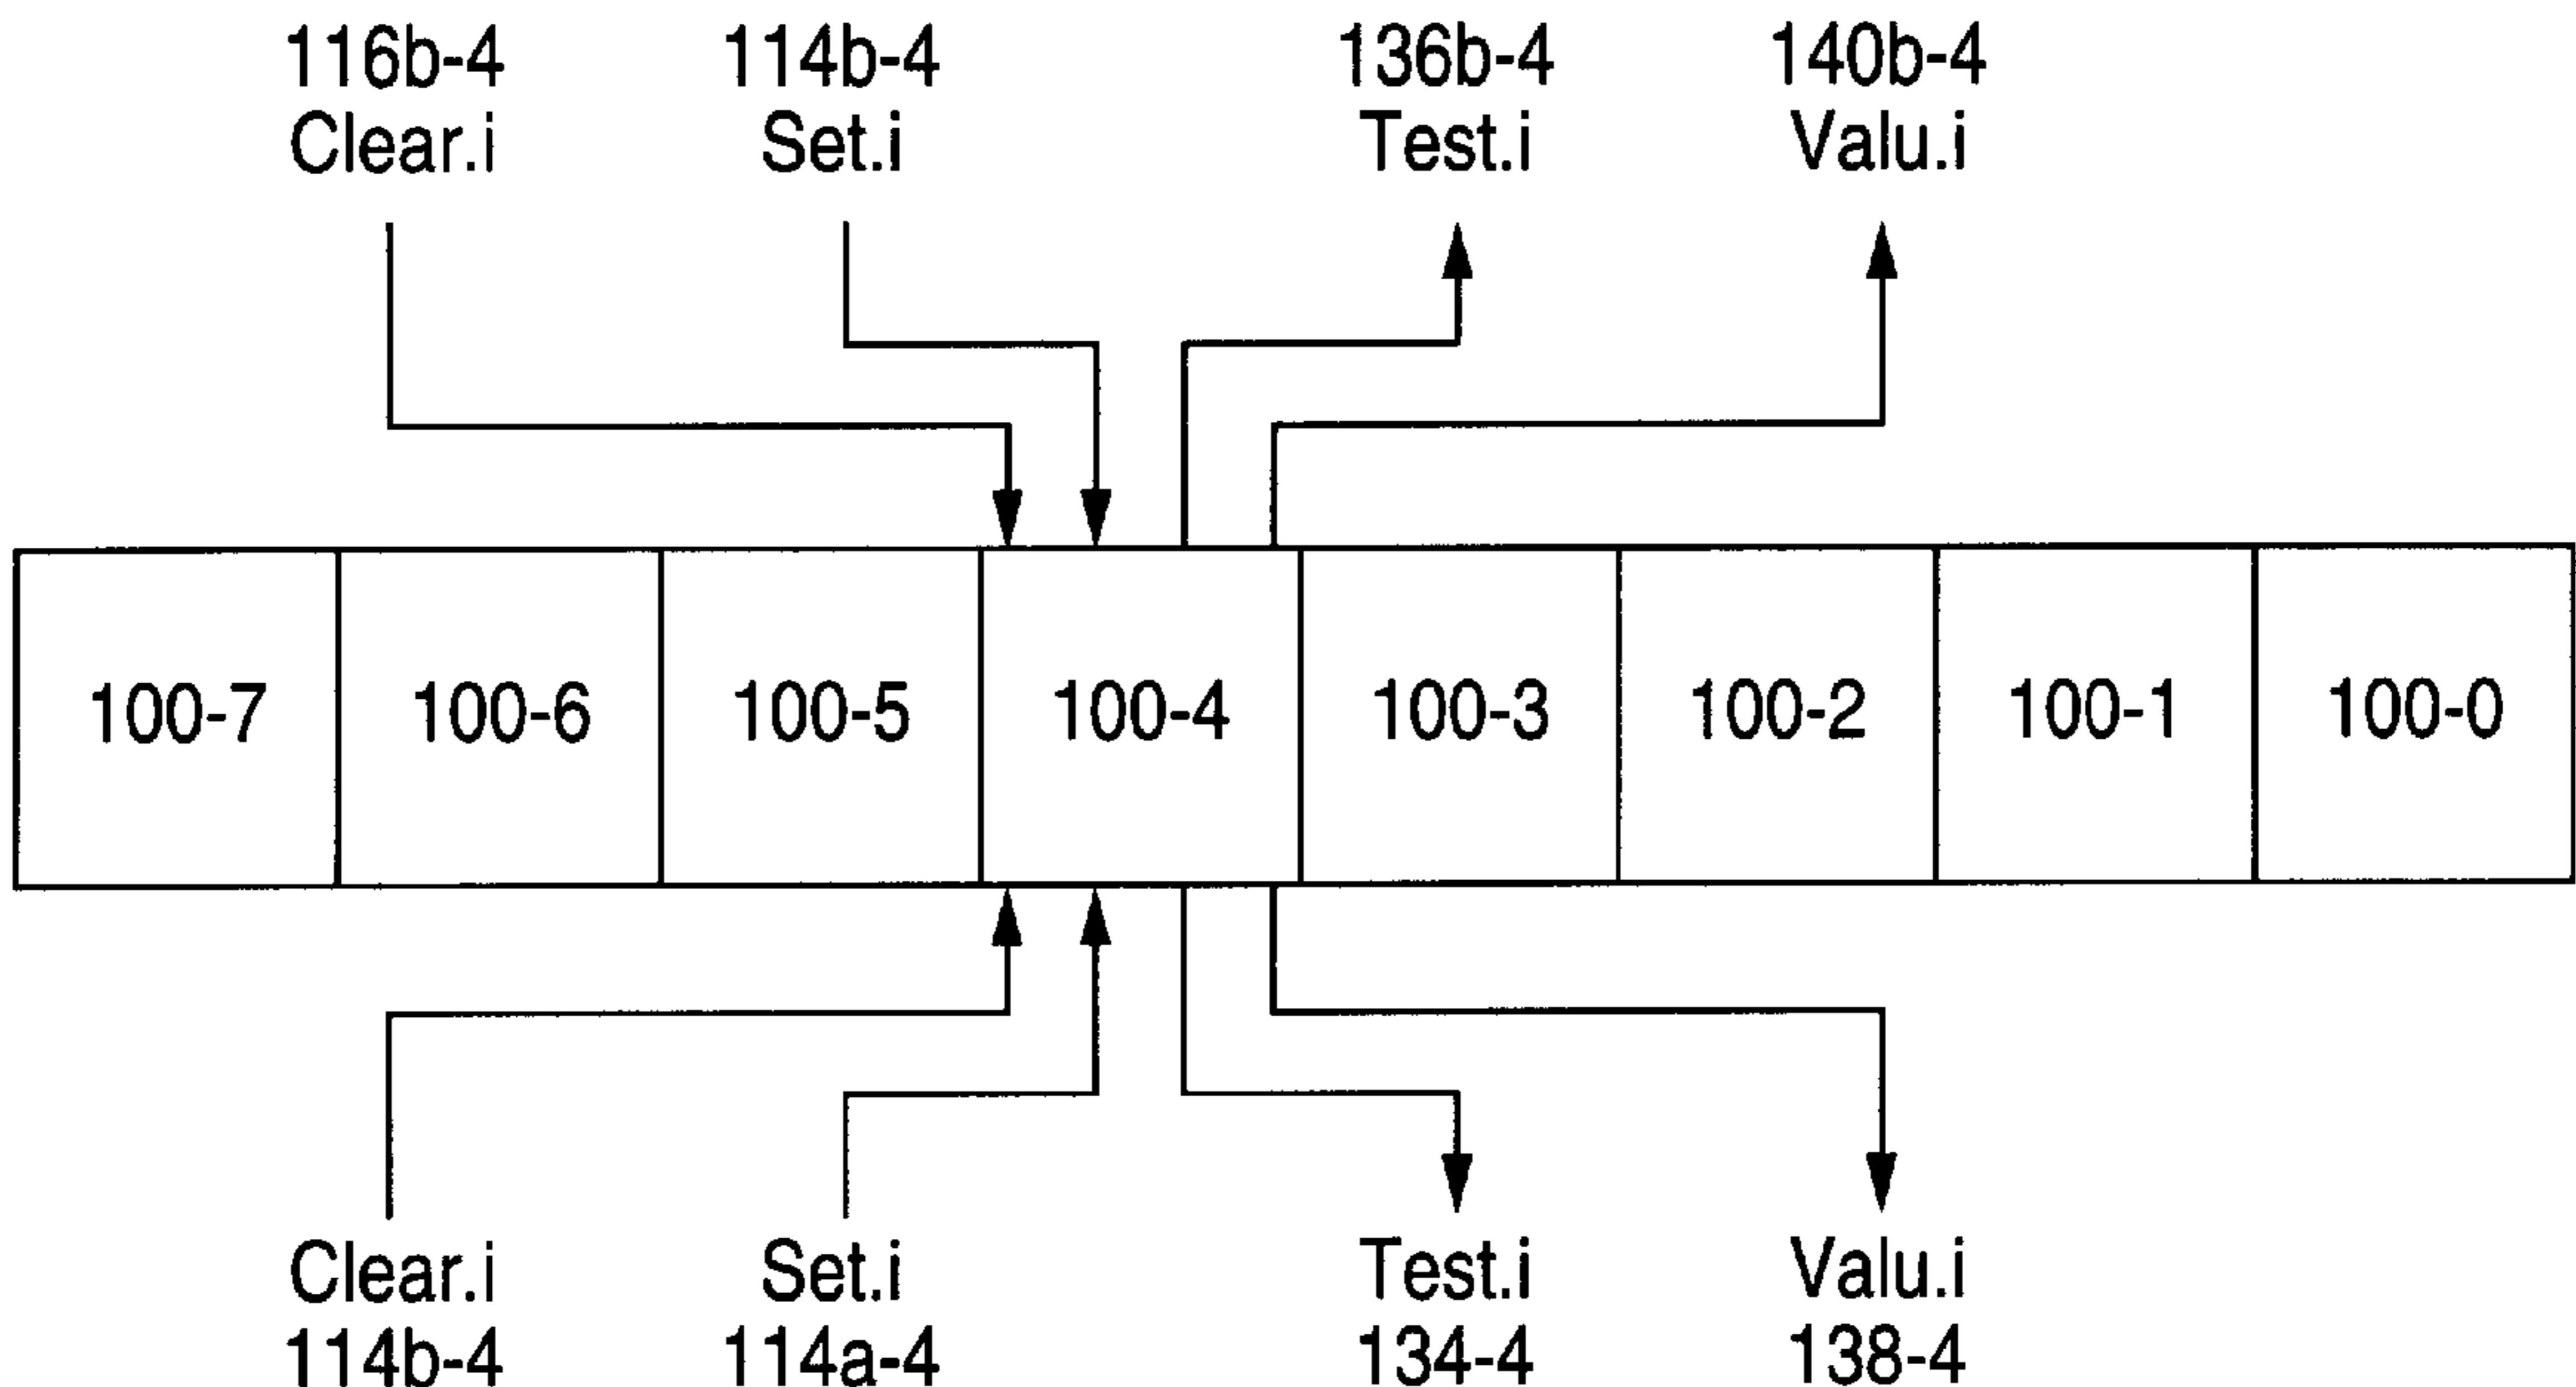 116b-4 114b-4 136b-4 140b-4
Clear.i Set.i Test.i Valu.i
100-7 100-6 100-5 100-4 100-3 100-2 100-1 100-0
Clear.i Set.i Test.i Valu.i
114b-4 114a-4 134-4 138-4